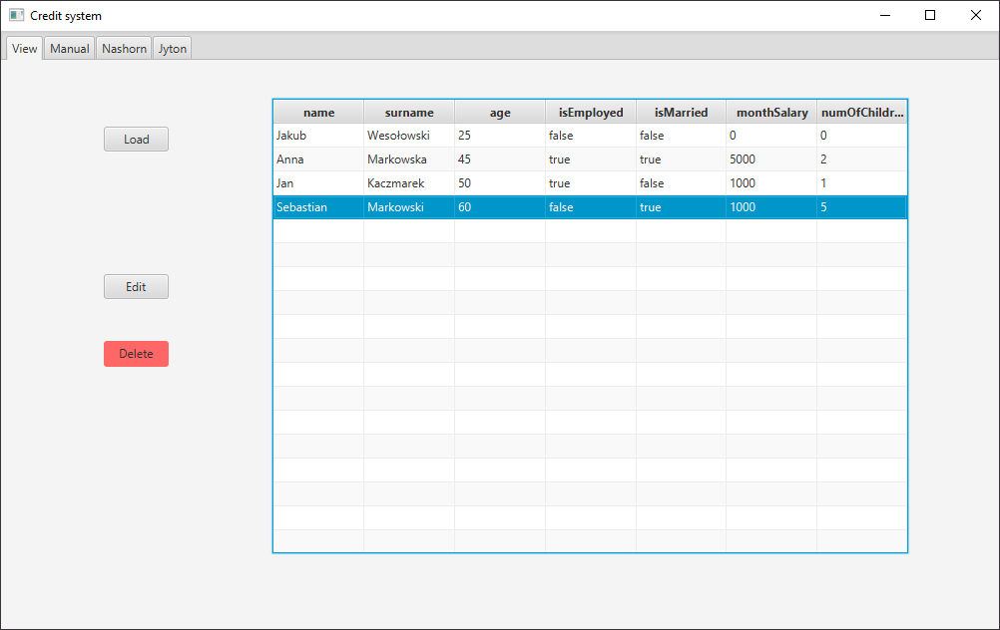 Credit system
View Manual Nashorn Jyton
Load
Edit
Delete
name surname age isEmployed isMarried monthSalary numOfChildr...
Jakub Wesołowski 25 false false 0 0
Anna Markowska 45 true true 5000 2
Jan Kaczmarek 50 true false 1000 1
Sebastian Markowski 60 false true 1000 5